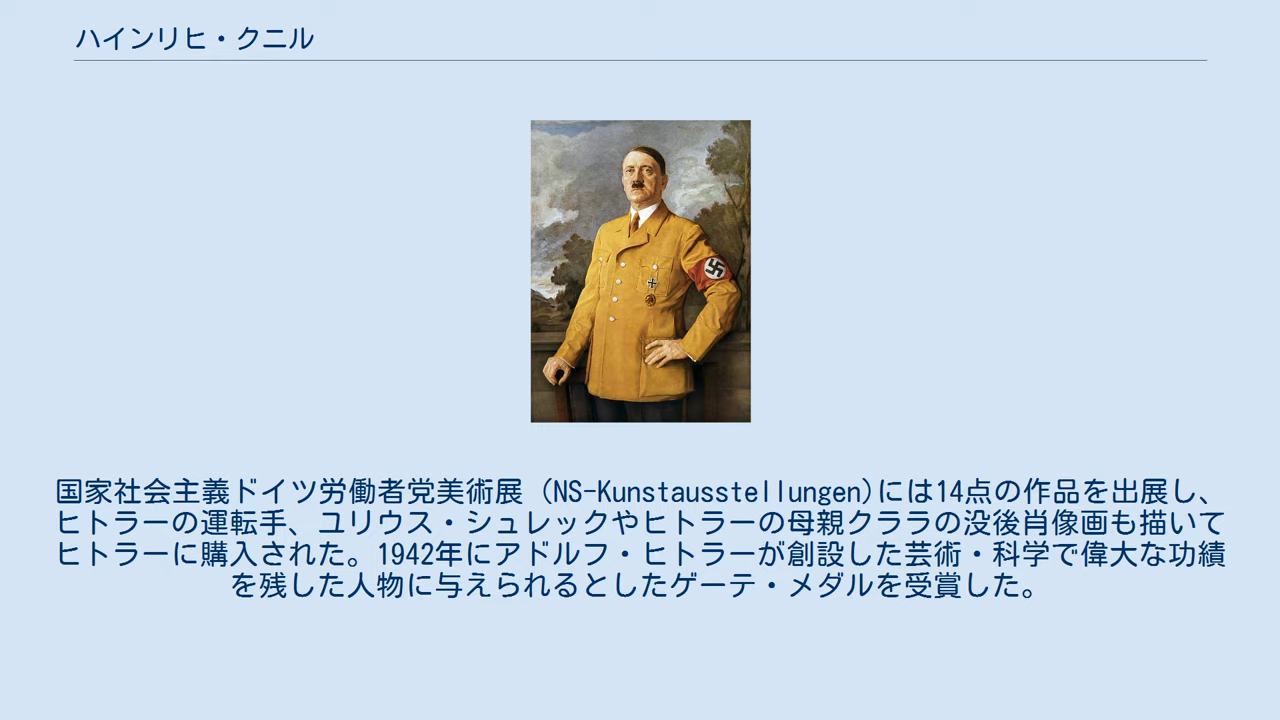 ハインリヒ・クニル
国家社会主義ドイツ労働者党美術展 (NS-Kunstausstellungen)には14点の作品を出展し、
ヒトラーの運転手、ユリウス・シュレックやヒトラーの母親クララの没後肖像画も描いて
ヒトラーに購入された。1942年にアドルフ・ヒトラーが創設した芸術・科学で偉大な功績
を残した人物に与えられるとしたゲーテ・メダルを受賞した。